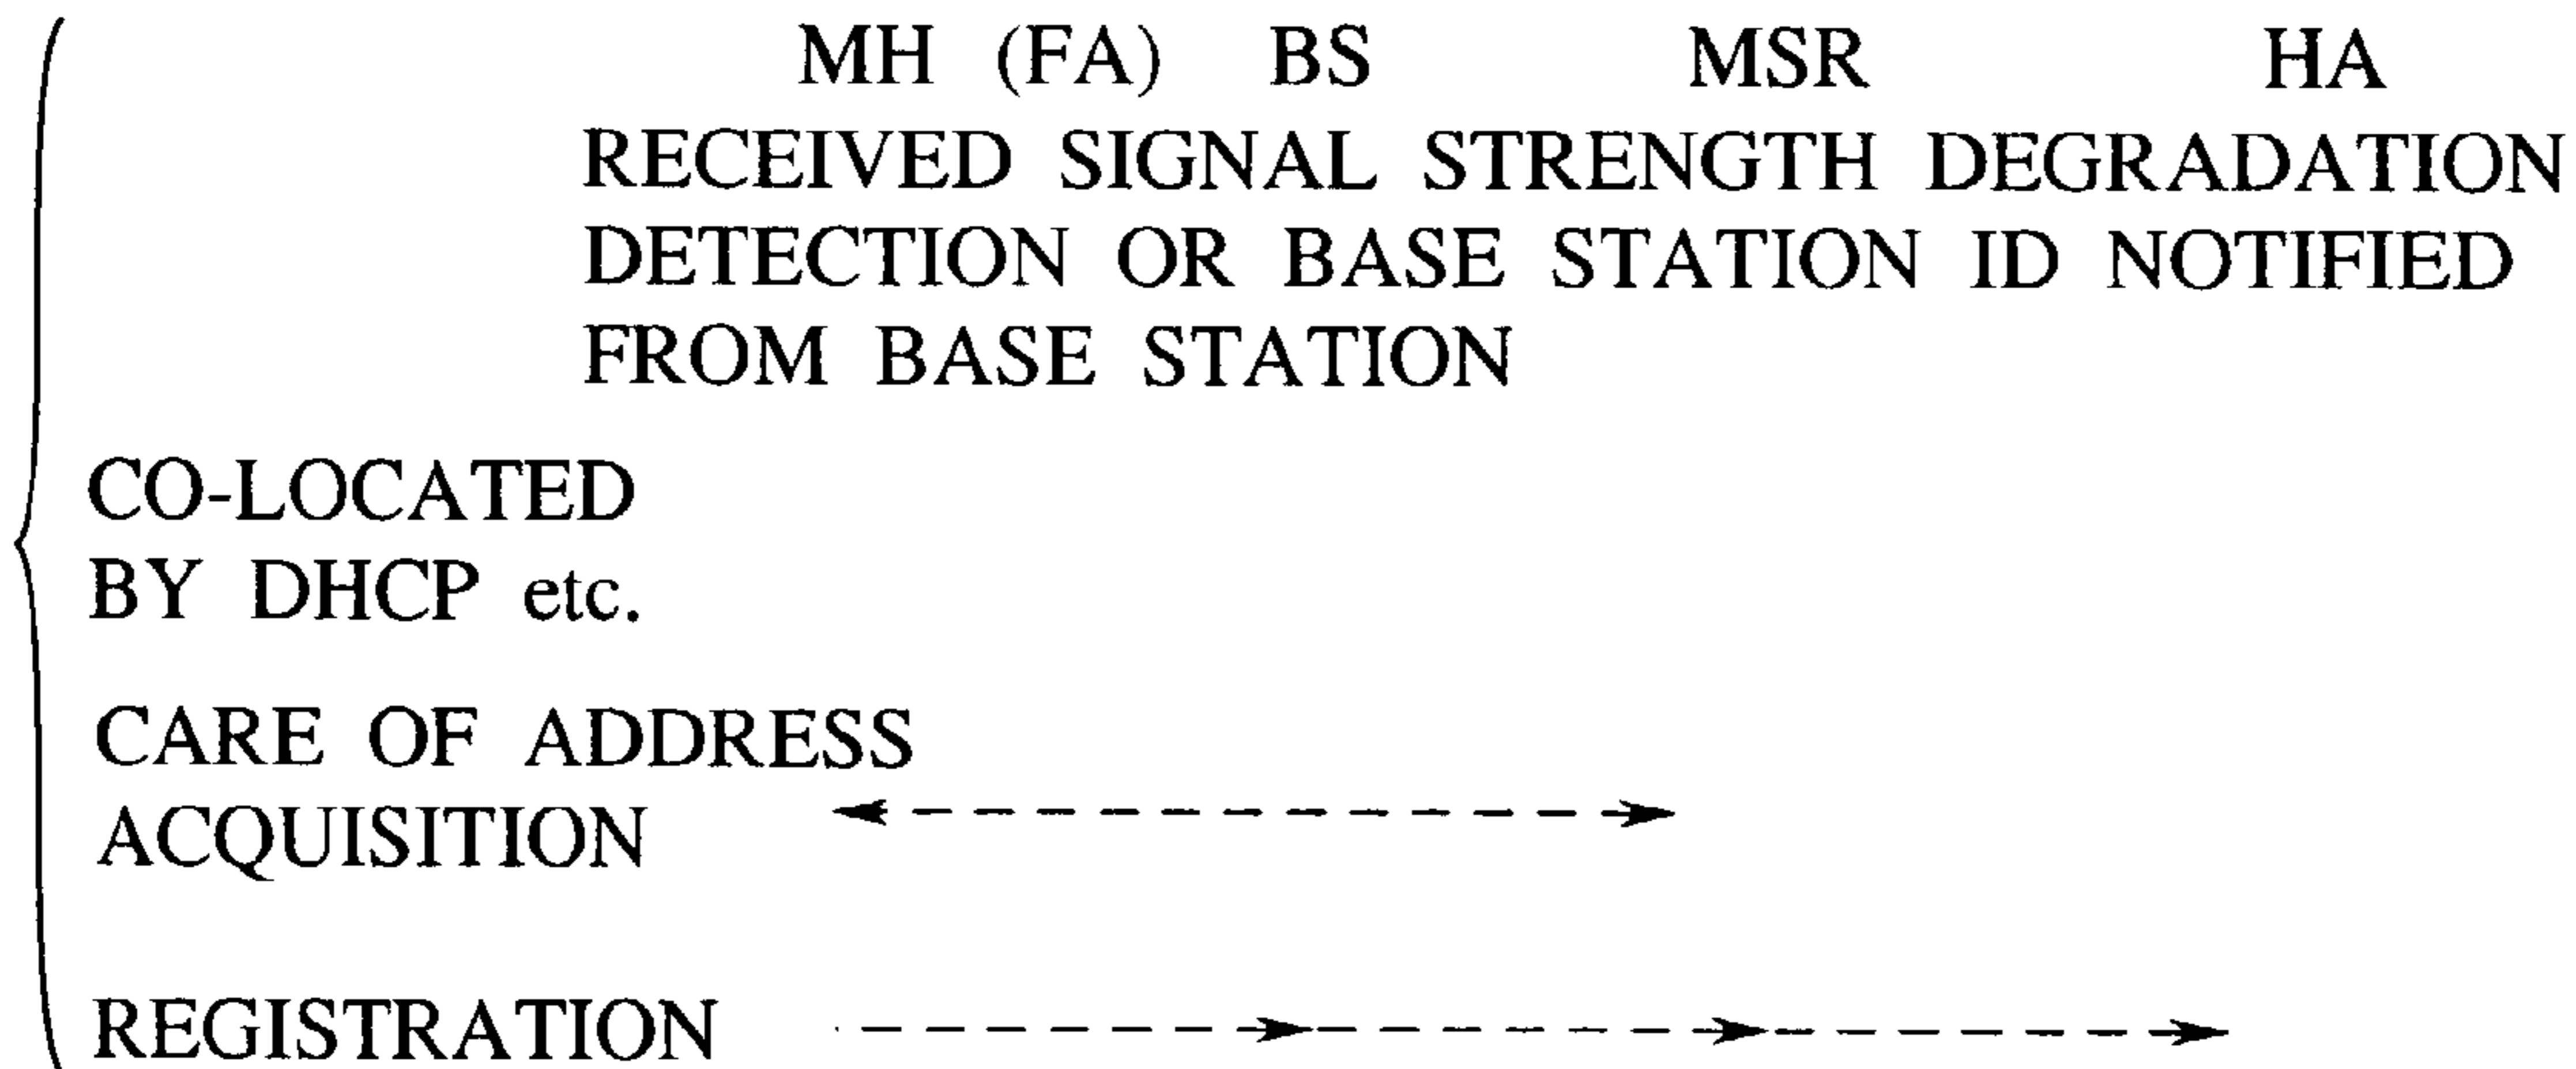 MH (FA) BS MSR HA
RECEIVED SIGNAL STRENGTH DEGRADATION
DETECTION OR BASE STATION ID NOTIFIED
FROM BASE STATION
CO-LOCATED
BY DHCP etc.
CARE OF ADDRESS
ACQUISITION
REGISTRATION